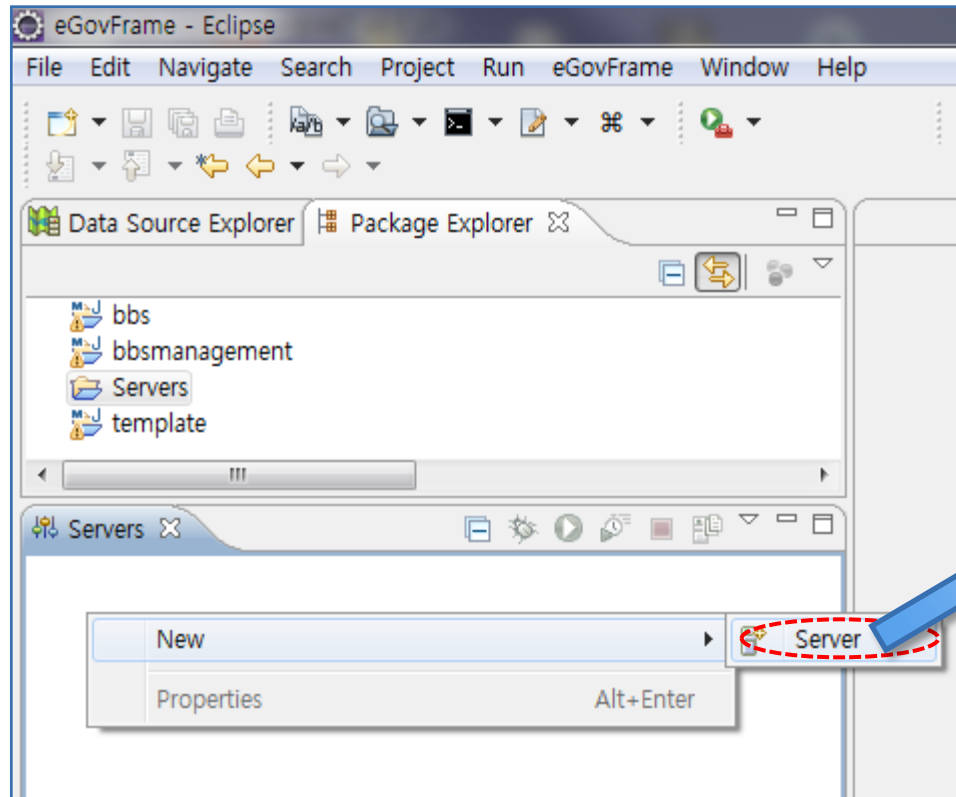 eGovFrame - Eclipse
File Edit Navigate Search Project Run eGovFrame Window Help
Data Source Explorer Package Explorer
bbs
bbsmanagement
Servers
template
Servers
New Server
Properties Alt+Enter